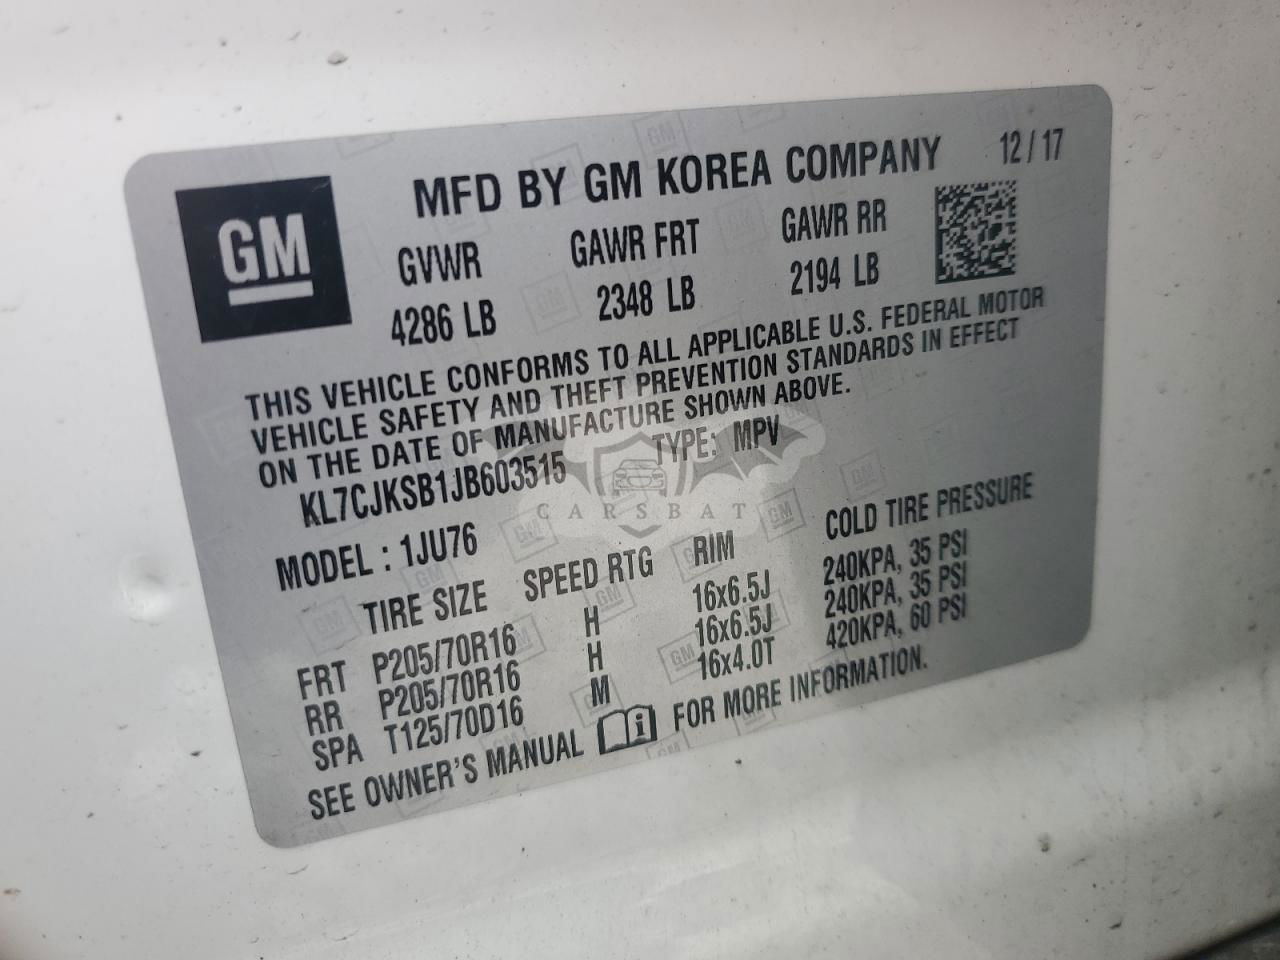 GM
MFD BY GM KOREA COMPANY 12/17
GVWR GAWR FRT GAWR RR
4286 LB 2348 LB 2194 LB
THIS VEHICLE CONFORMS TO ALL APPLICABLE U.S. FEDERAL MOTOR
VEHICLE SAFETY AND THEFT PREVENTION STANDARDS IN EFFECT
ON THE DATE OF MANUFACTURE SHOWN ABOVE.
KL7CJKSB1JB603515 TYPE: MPV
CARSBAT
MODEL : 1JU76
TIRE SIZE SPEED RTG RIM COLD TIRE PRESSURE
FRT P205/70R16 H 16x6.5J 240KPA, 35 PSI
RR P205/70R16 H 16x6.5J 240KPA, 35 PSI
SPA T125/70D16 M 16x4.0T 420KPA, 60 PSI
SEE OWNER'S MANUAL i FOR MORE INFORMATION.